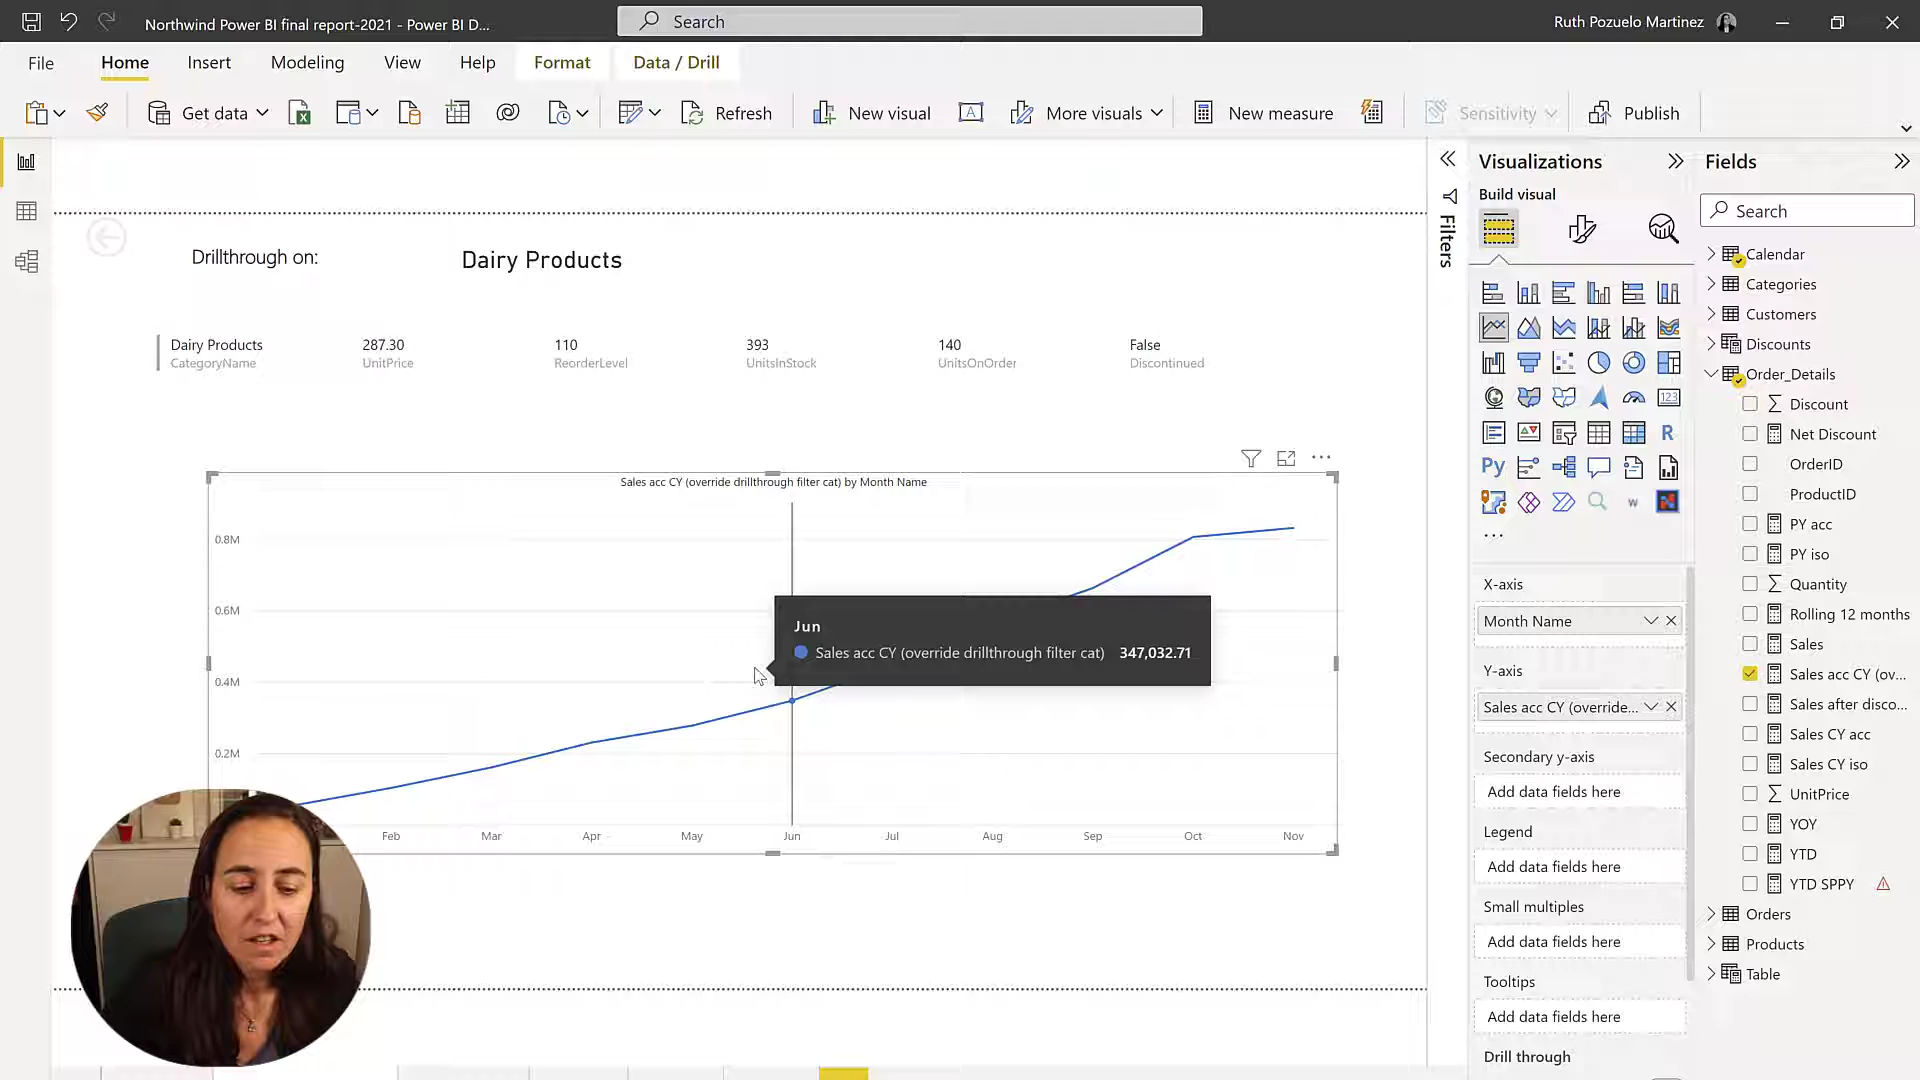 Northwind Power BI final report-2021 - Power BI D...
Search
Ruth Pozuelo Martinez
File
Home
Insert
Modeling
View
Help
Format
Data / Drill
Get data
Refresh
New visual
A
More visuals
New measure
Sensitivity
Publish
Drillthrough on:
Dairy Products
Dairy Products
287.30
110
393
140
False
CategoryName
UnitPrice
ReorderLevel
UnitsInStock
UnitsOnOrder
Discontinued
Sales acc CY (override drillthrough filter cat) by Month Name
0.8M
0.6M
0.4M
0.2M
Feb
Mar
Apr
May
Jun
Jul
Aug
Sep
Oct
Nov
Jun
Sales acc CY (override drillthrough filter cat) 347,032.71
Filters
Visualizations
Build visual
123
R
Py
X-axis
Month Name
Y-axis
Sales acc CY (override...
Secondary y-axis
Add data fields here
Legend
Add data fields here
Small multiples
Add data fields here
Tooltips
Add data fields here
Drill through
Fields
Search
Calendar
Categories
Customers
Discounts
Order_Details
Discount
Net Discount
OrderID
ProductID
PY acc
PY iso
Quantity
Rolling 12 months
Sales
Sales acc CY (ov...
Sales after disco...
Sales CY acc
Sales CY iso
UnitPrice
YOY
YTD
YTD SPPY
Orders
Products
Table